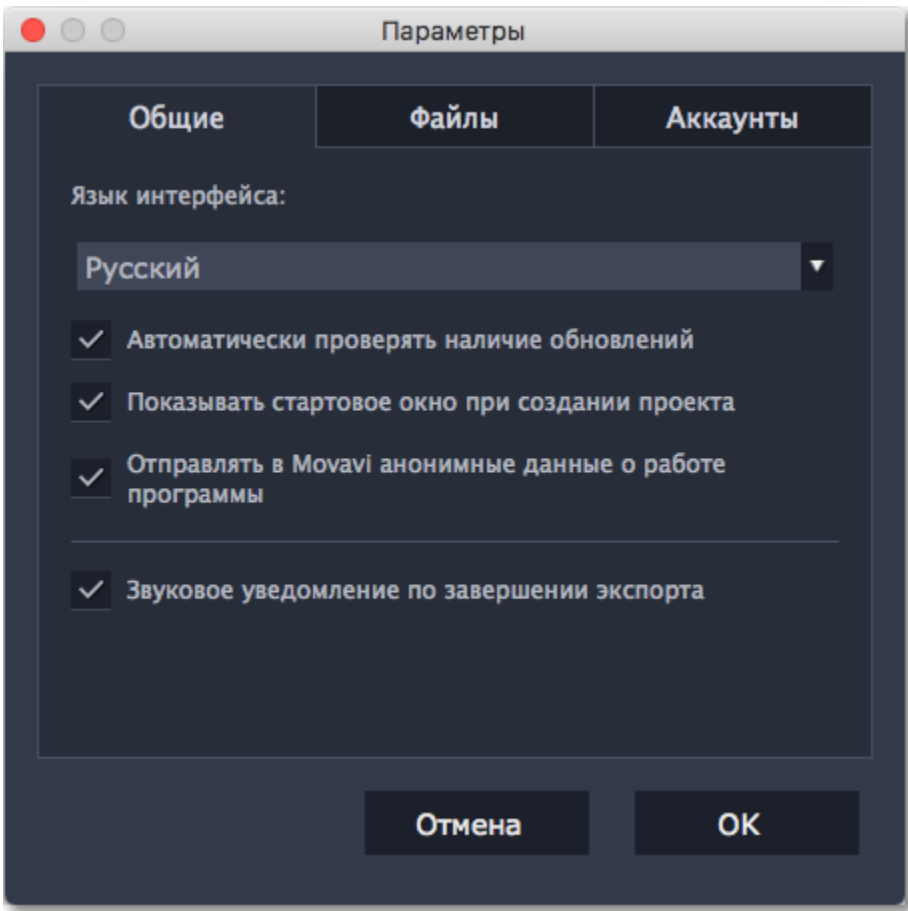 Параметры
Общие
Файлы
Аккаунты
Язык интерфейса:
Русский
Автоматически проверять наличие обновлений
Показывать стартовое окно при создании проекта
Отправлять в Movavi анонимные данные о работе
программы
Звуковое уведомление по завершении экспорта
Отмена
OK